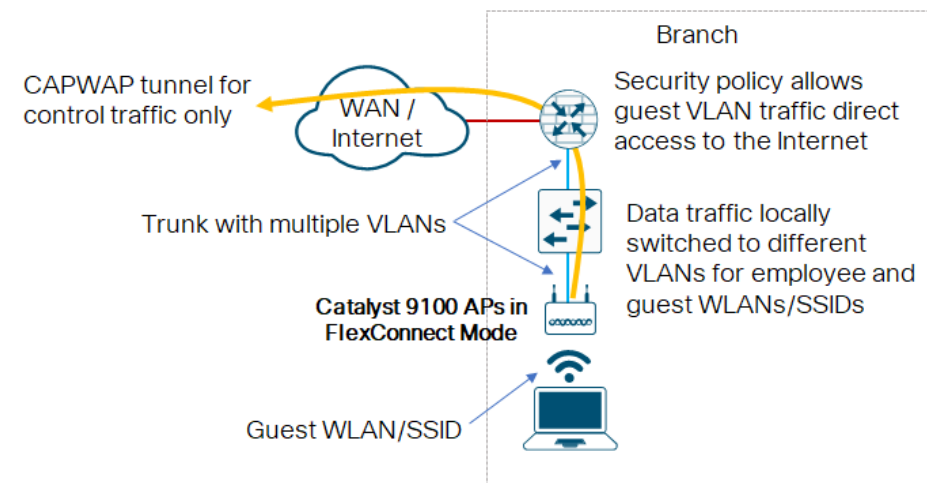 Branch
CAPWAP tunnel for
control traffic only
WAN /
Internet
Security policy allows
guest VLAN traffic direct
access to the Internet
Trunk with multiple VLANs
Data traffic locally
switched to different
VLANs for employee and
guest WLANs/SSIDs
Catalyst 9100 APs in
FlexConnect Mode
Guest WLAN/SSID